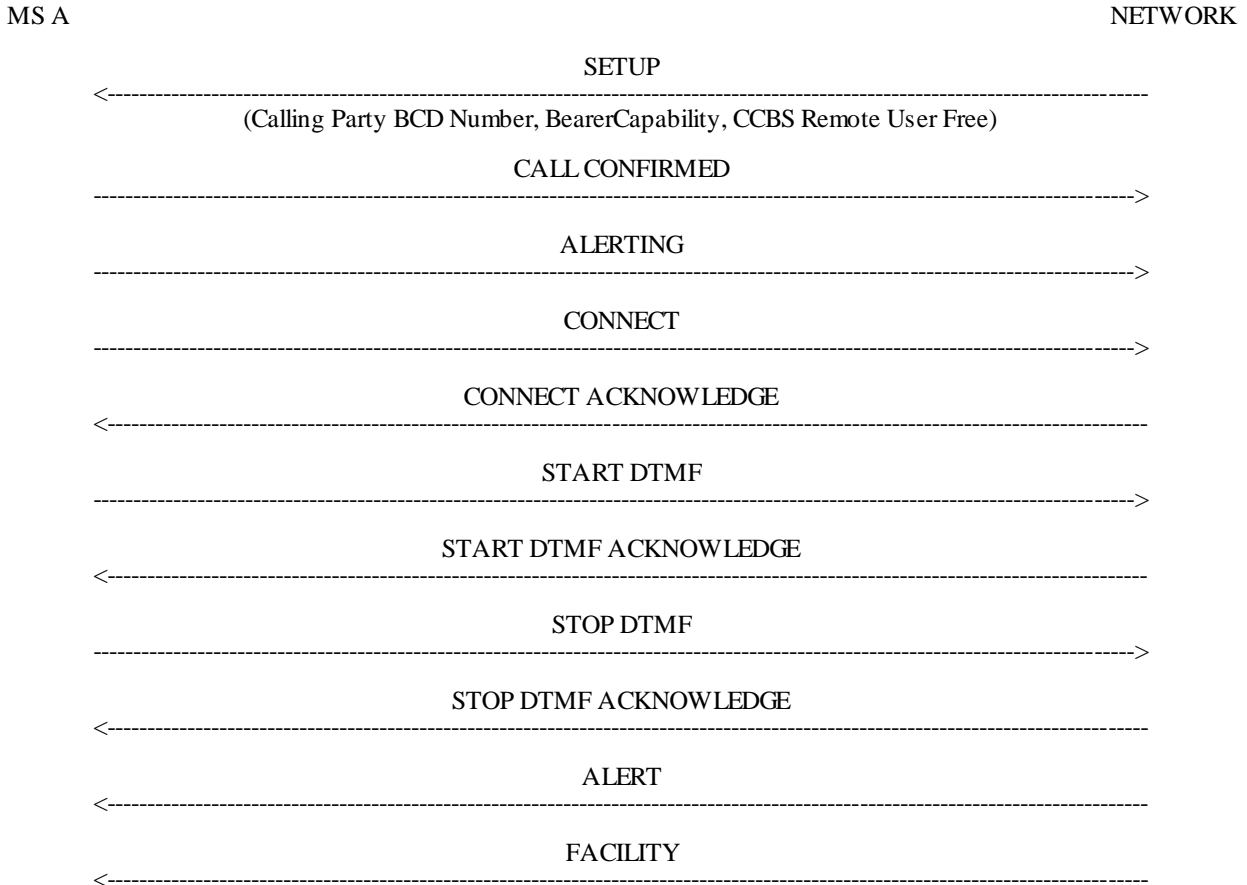 MS A NETWORK
SETUP
<------------------------------------------------------------------------------------------------------------------------------------
(Calling Party BCD Number, BearerCapability, CCBS Remote User Free)
CALL CONFIRMED
------------------------------------------------------------------------------------------------------------------------------------>
ALERTING
------------------------------------------------------------------------------------------------------------------------------------>
CONNECT
------------------------------------------------------------------------------------------------------------------------------------>
CONNECT ACKNOWLEDGE
<------------------------------------------------------------------------------------------------------------------------------------
START DTMF
------------------------------------------------------------------------------------------------------------------------------------>
START DTMF ACKNOWLEDGE
<------------------------------------------------------------------------------------------------------------------------------------
STOP DTMF
------------------------------------------------------------------------------------------------------------------------------------>
STOP DTMF ACKNOWLEDGE
<------------------------------------------------------------------------------------------------------------------------------------
ALERT
<------------------------------------------------------------------------------------------------------------------------------------
FACILITY
<------------------------------------------------------------------------------------------------------------------------------------